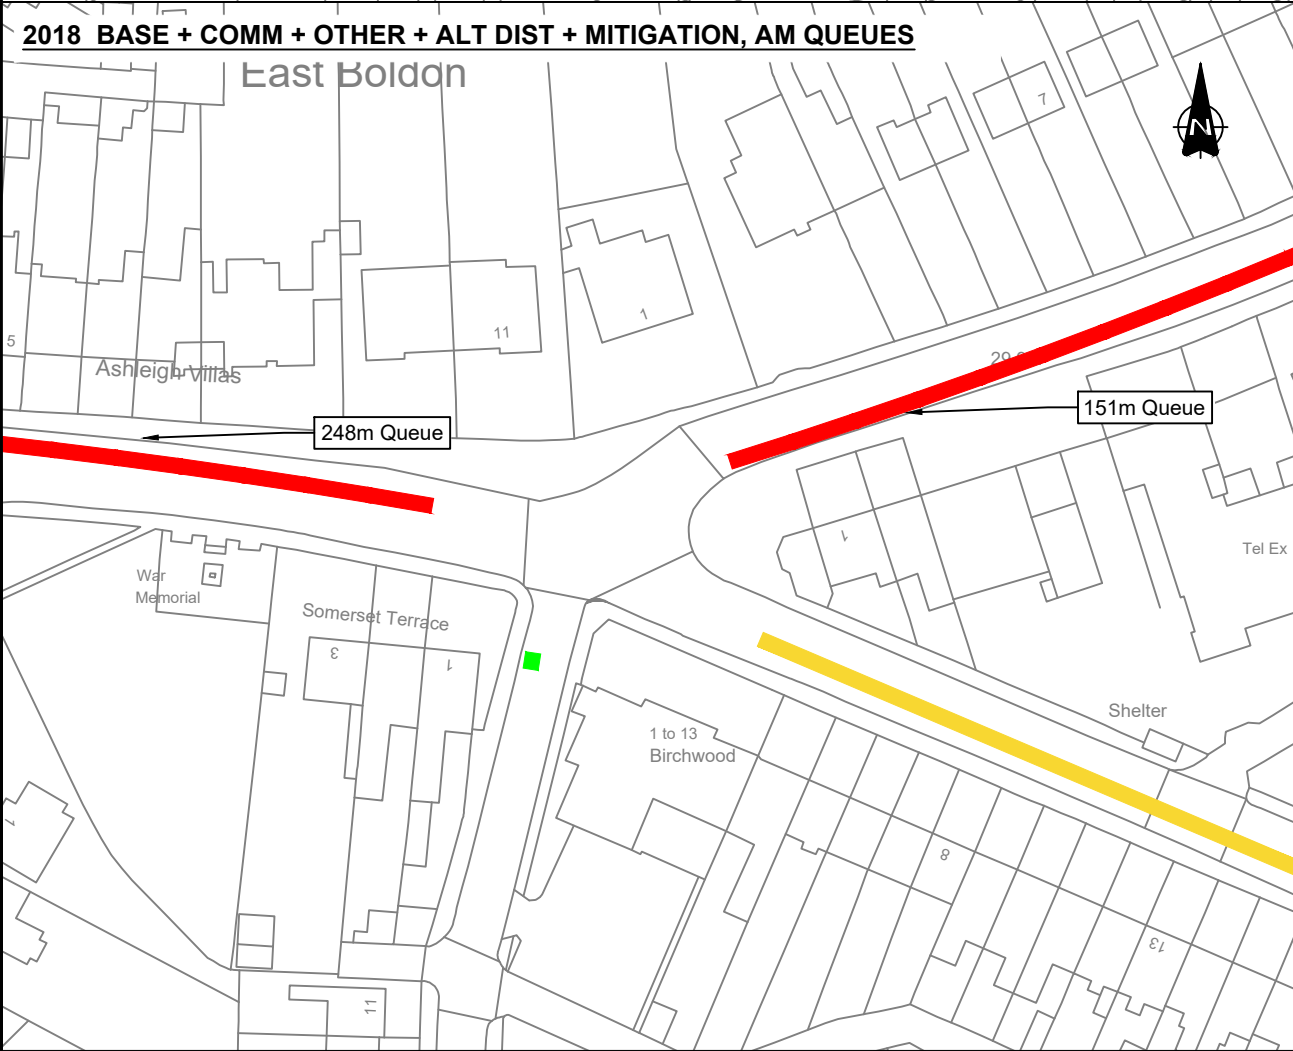 2018 BASE + COMM + OTHER + ALT DIST + MITIGATION, AM QUEUES
East Boldon
7
N
11
1
5
Ashleigh Villas
29.
248m Queue
151m Queue
1
Tel Ex
War
Memorial
Somerset Terrace
3
1
Shelter
1 to 13
Birchwood
1
8
13
11